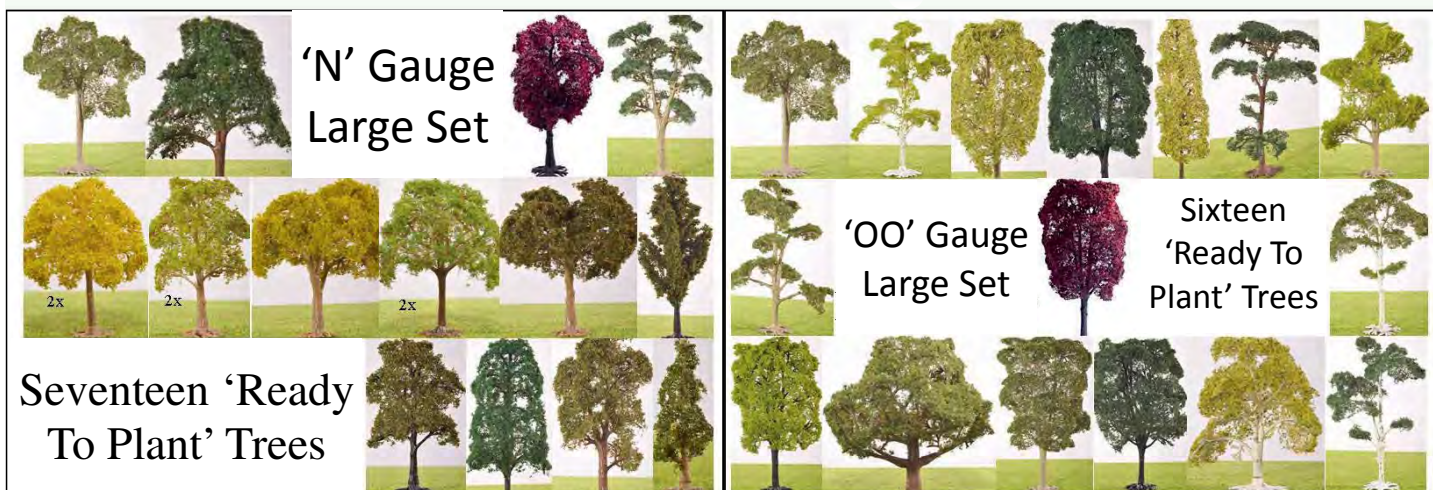 ‘N’ Gauge
Large Set
2x
2x
2x
Seventeen ‘Ready
To Plant’ Trees
‘OO’ Gauge
Large Set
Sixteen
‘Ready To
Plant’ Trees